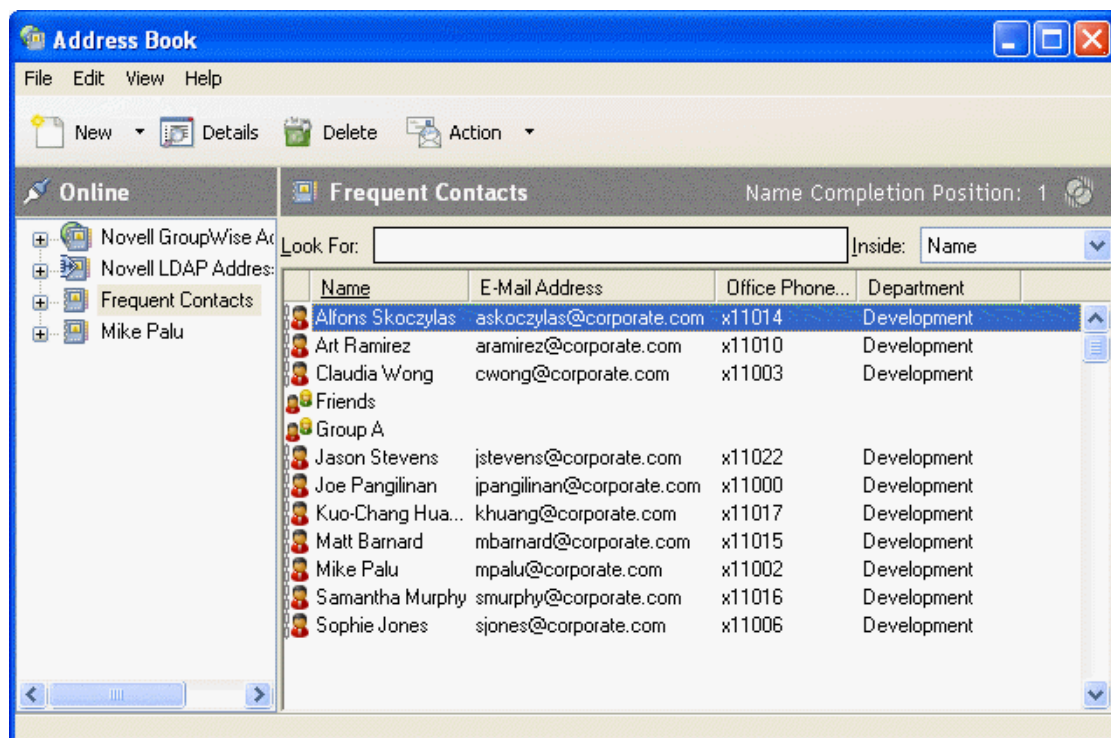 Address Book
File Edit View Help
New Details Delete Action
Online
Novell GroupWise Ac
Novell LDAP Addres
Frequent Contacts
Mike Palu
Frequent Contacts Name Completion Position: 1
Look For: Inside: Name
Name E-Mail Address Office Phone... Department
Alfons Skoczylas askoczylas@corporate.com x11014 Development
Art Ramirez aramirez@corporate.com x11010 Development
Claudia Wong cwong@corporate.com x11003 Development
Friends
Group A
Jason Stevens jstevens@corporate.com x11022 Development
Joe Pangilinan jpangilinan@corporate.com x11000 Development
Kuo-Chang Hua... khuang@corporate.com x11017 Development
Matt Barnard mbarnard@corporate.com x11015 Development
Mike Palu mpalu@corporate.com x11002 Development
Samantha Murphy smurphy@corporate.com x11016 Development
Sophie Jones sjones@corporate.com x11006 Development